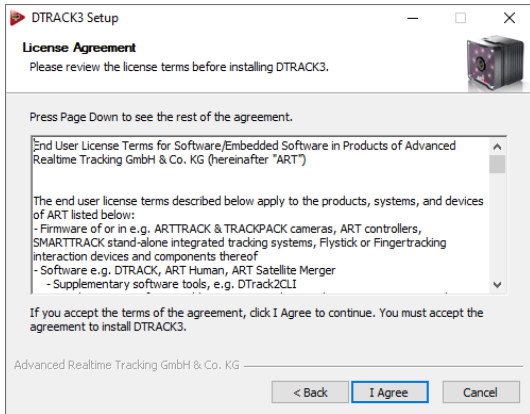 DTRACK3 Setup
License Agreement
Please review the license terms before installing DTRACK3.
Press Page Down to see the rest of the agreement.
End User License Terms for Software/Embedded Software in Products of Advanced
Realtime Tracking GmbH & Co. KG (hereinafter "ART")
The end user license terms described below apply to the products, systems, and devices
of ART listed below:
- Firmware of or in e.g. ARTTRACK & TRACKPACK cameras, ART controllers,
SMARTTRACK stand-alone integrated tracking systems, Flystick or Fingertracking
interaction devices and components thereof
- Software e.g. DTRACK, ART Human, ART Satellite Merger
- Supplementary software tools, e.g. DTrack2CLI
If you accept the terms of the agreement, click I Agree to continue. You must accept the
agreement to install DTRACK3.
Advanced Realtime Tracking GmbH & Co. KG
< Back I Agree Cancel